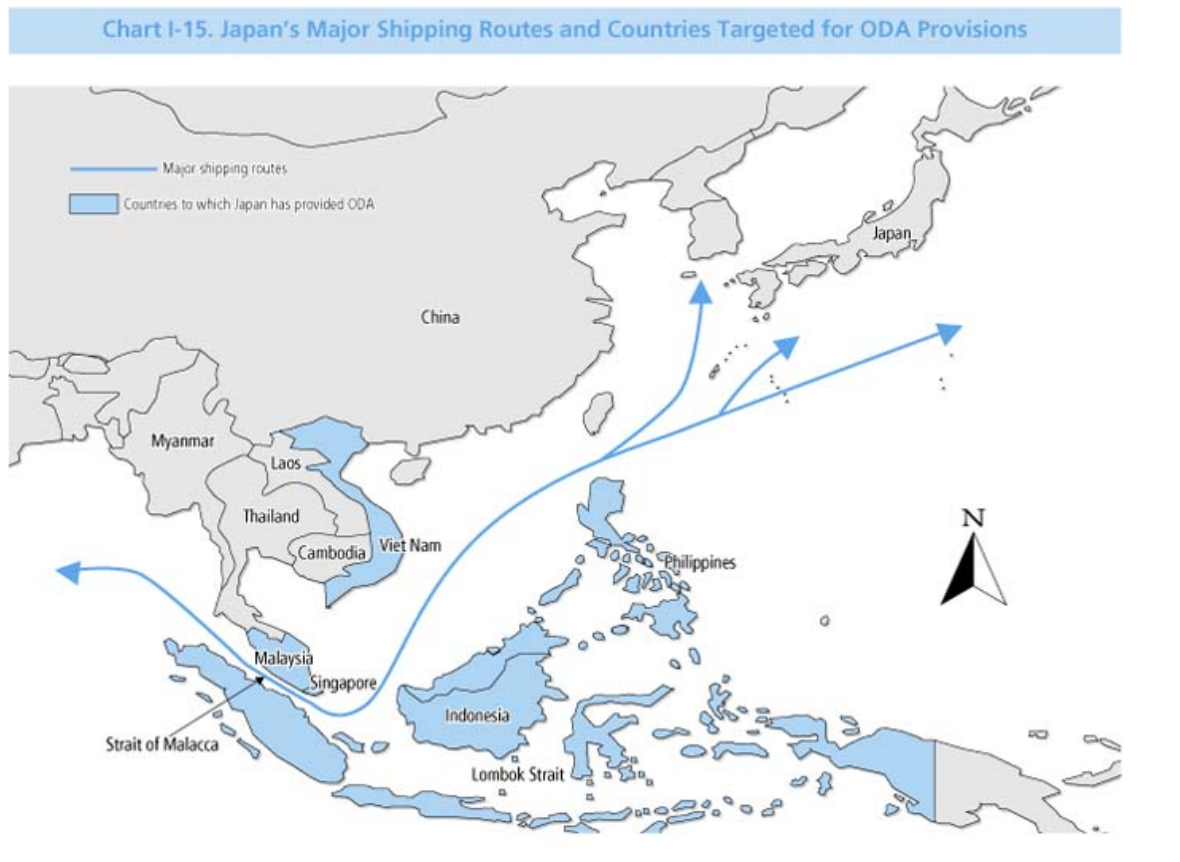 Chart I-15. Japan's Major Shipping Routes and Countries Targeted for ODA Provisions
Major shipping routes
Countries to which Japan has provided ODA
Japan
China
Myanmar
Laos
Thailand
Cambodia
Viet Nam
N
Philippines
Malaysia
Singapore
Indonesia
Strait of Malacca
Lombok Strait